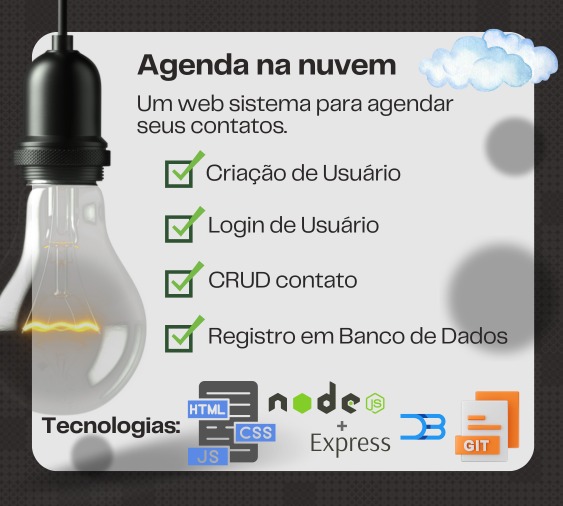 Agenda na nuvem
Um web sistema para agendar
seus contatos.
Criação de Usuário
Login de Usuário
CRUD contato
Registro em Banco de Dados
Tecnologias:
HTML
CSS
JS
node
JS
+
Express
DB
GIT